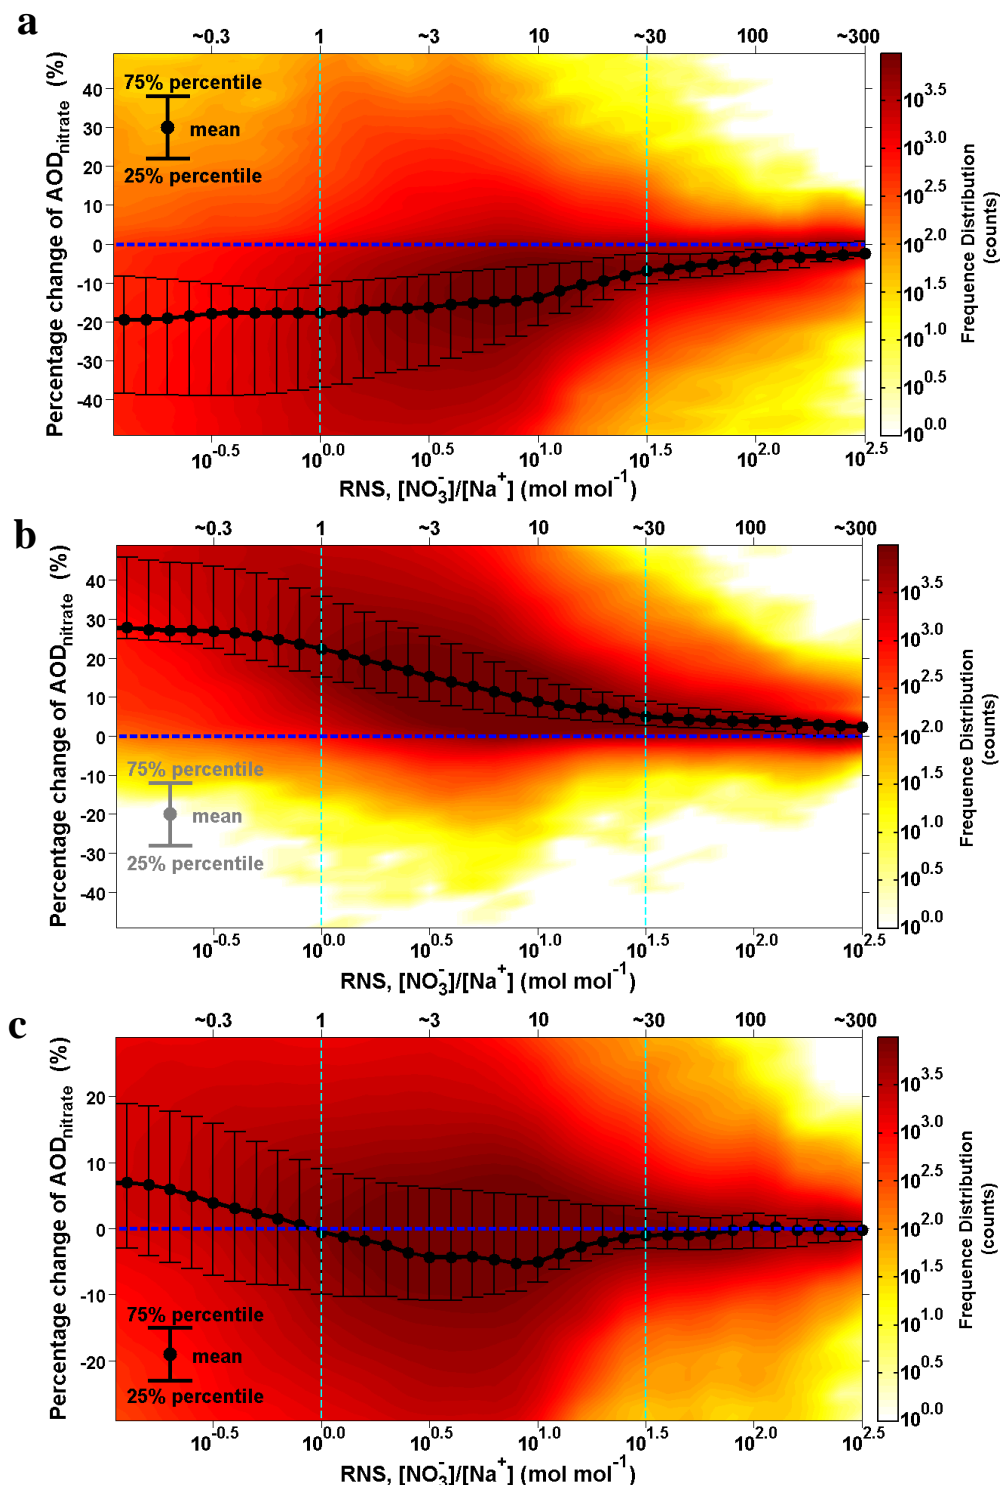 a
~0.3 1 ~3 10 ~30 100 ~300
Percentage change of AOD_nitrate (%)
40
30
20
10
0
-10
-20
-30
-40
75% percentile
mean
25% percentile
10^-0.5 10^0.0 10^0.5 10^1.0 10^1.5 10^2.0 10^2.5
RNS, [NO3^-]/[Na^+] (mol mol^-1)
10^3.5
10^3.0
10^2.5
10^2.0
10^1.5
10^1.0
10^0.5
10^0.0
Frequence Distribution
(counts)
b
~0.3 1 ~3 10 ~30 100 ~300
Percentage change of AOD_nitrate (%)
40
30
20
10
0
-10
-20
-30
-40
75% percentile
mean
25% percentile
10^-0.5 10^0.0 10^0.5 10^1.0 10^1.5 10^2.0 10^2.5
RNS, [NO3^-]/[Na^+] (mol mol^-1)
10^3.5
10^3.0
10^2.5
10^2.0
10^1.5
10^1.0
10^0.5
10^0.0
Frequence Distribution
(counts)
c
~0.3 1 ~3 10 ~30 100 ~300
Percentage change of AOD_nitrate (%)
20
10
0
-10
-20
75% percentile
mean
25% percentile
10^-0.5 10^0.0 10^0.5 10^1.0 10^1.5 10^2.0 10^2.5
RNS, [NO3^-]/[Na^+] (mol mol^-1)
10^3.5
10^3.0
10^2.5
10^2.0
10^1.5
10^1.0
10^0.5
10^0.0
Frequence Distribution
(counts)